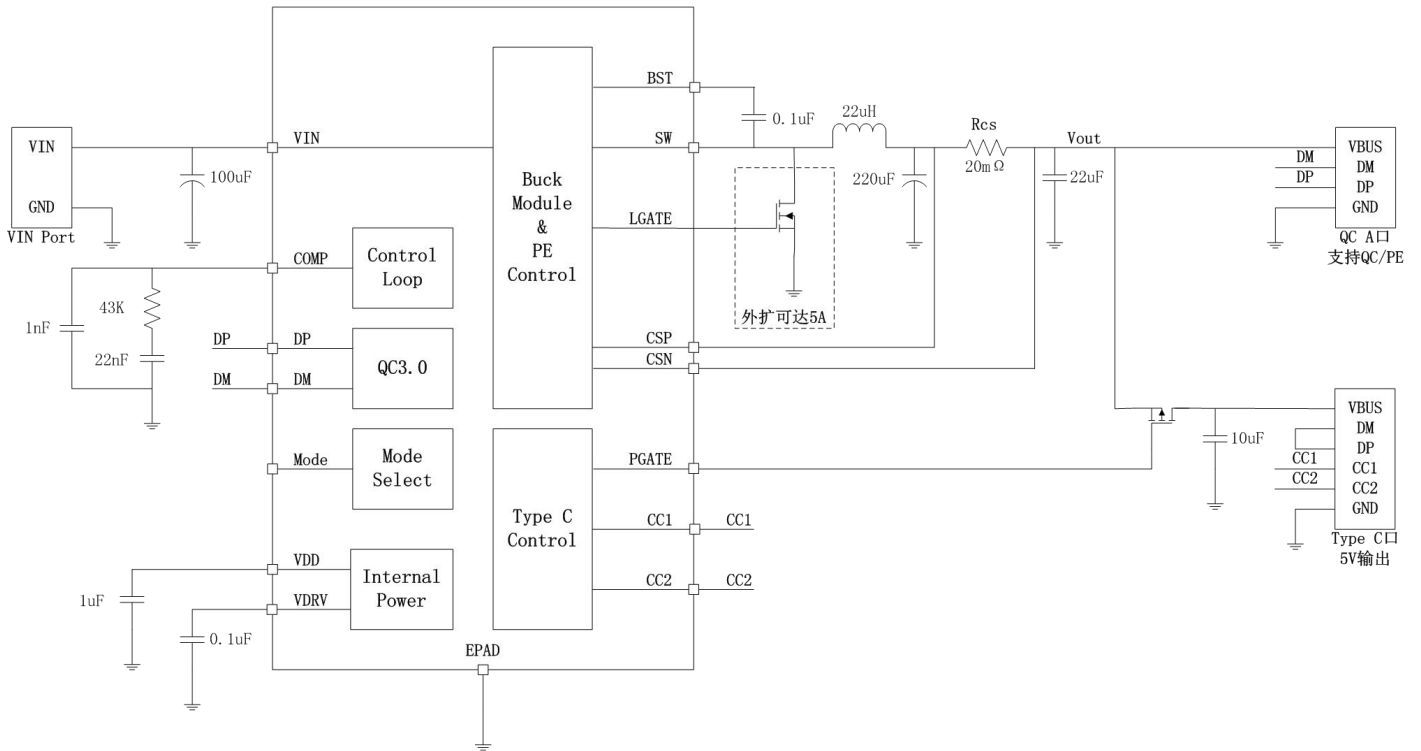 VIN
GND
VIN Port
100uF
VIN
COMP
Control
Loop
43K
1nF
22nF
DP
DP
DM
DM
QC3.0
Mode
Mode
Select
VDD
VDRV
Internal
Power
1uF
0.1uF
EPAD
Buck
Module
&
PE
Control
BST
SW
LGATE
CSP
CSN
0.1uF
22uH
外扩可达5A
220uF
Rcs
20mΩ
Vout
22uF
DM
DP
VBUS
DM
DP
GND
QC A口
支持QC/PE
Type C
Control
PGATE
CC1
CC1
CC2
CC2
10uF
CC1
CC2
VBUS
DM
DP
CC1
CC2
GND
Type C口
5V输出